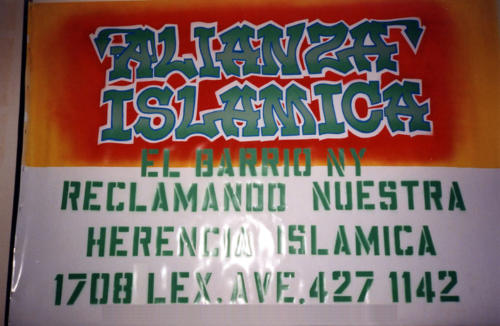 ALIANZA
ISLAMICA
EL BARRIO NY
RECLAMANDO NUESTRA
HERENCIA ISLAMICA
1708 LEX. AVE. 427 1142